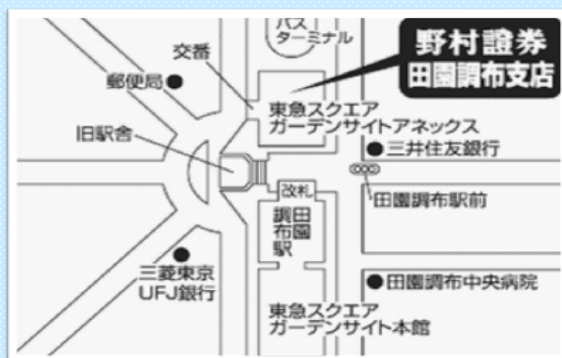 バス
ターミナル
野村證券
田園調布支店
交番
郵便局
東急スクエア
ガーデンサイトアネックス
旧駅舎
三井住友銀行
改札
田園調布駅前
調田
布園
駅
三菱東京
UFJ銀行
田園調布中央病院
東急スクエア
ガーデンサイト本館